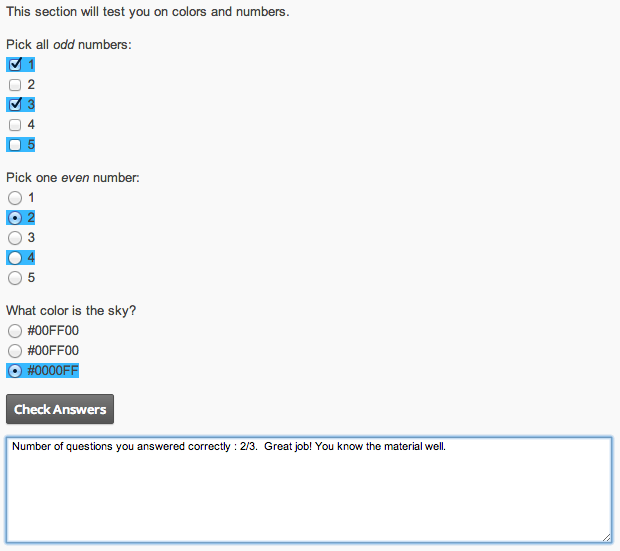 This section will test you on colors and numbers.
Pick all odd numbers:
1
2
3
4
5
Pick one even number:
1
2
3
4
5
What color is the sky?
#00FF00
#00FF00
#0000FF
Check Answers
Number of questions you answered correctly : 2/3.  Great job! You know the material well.